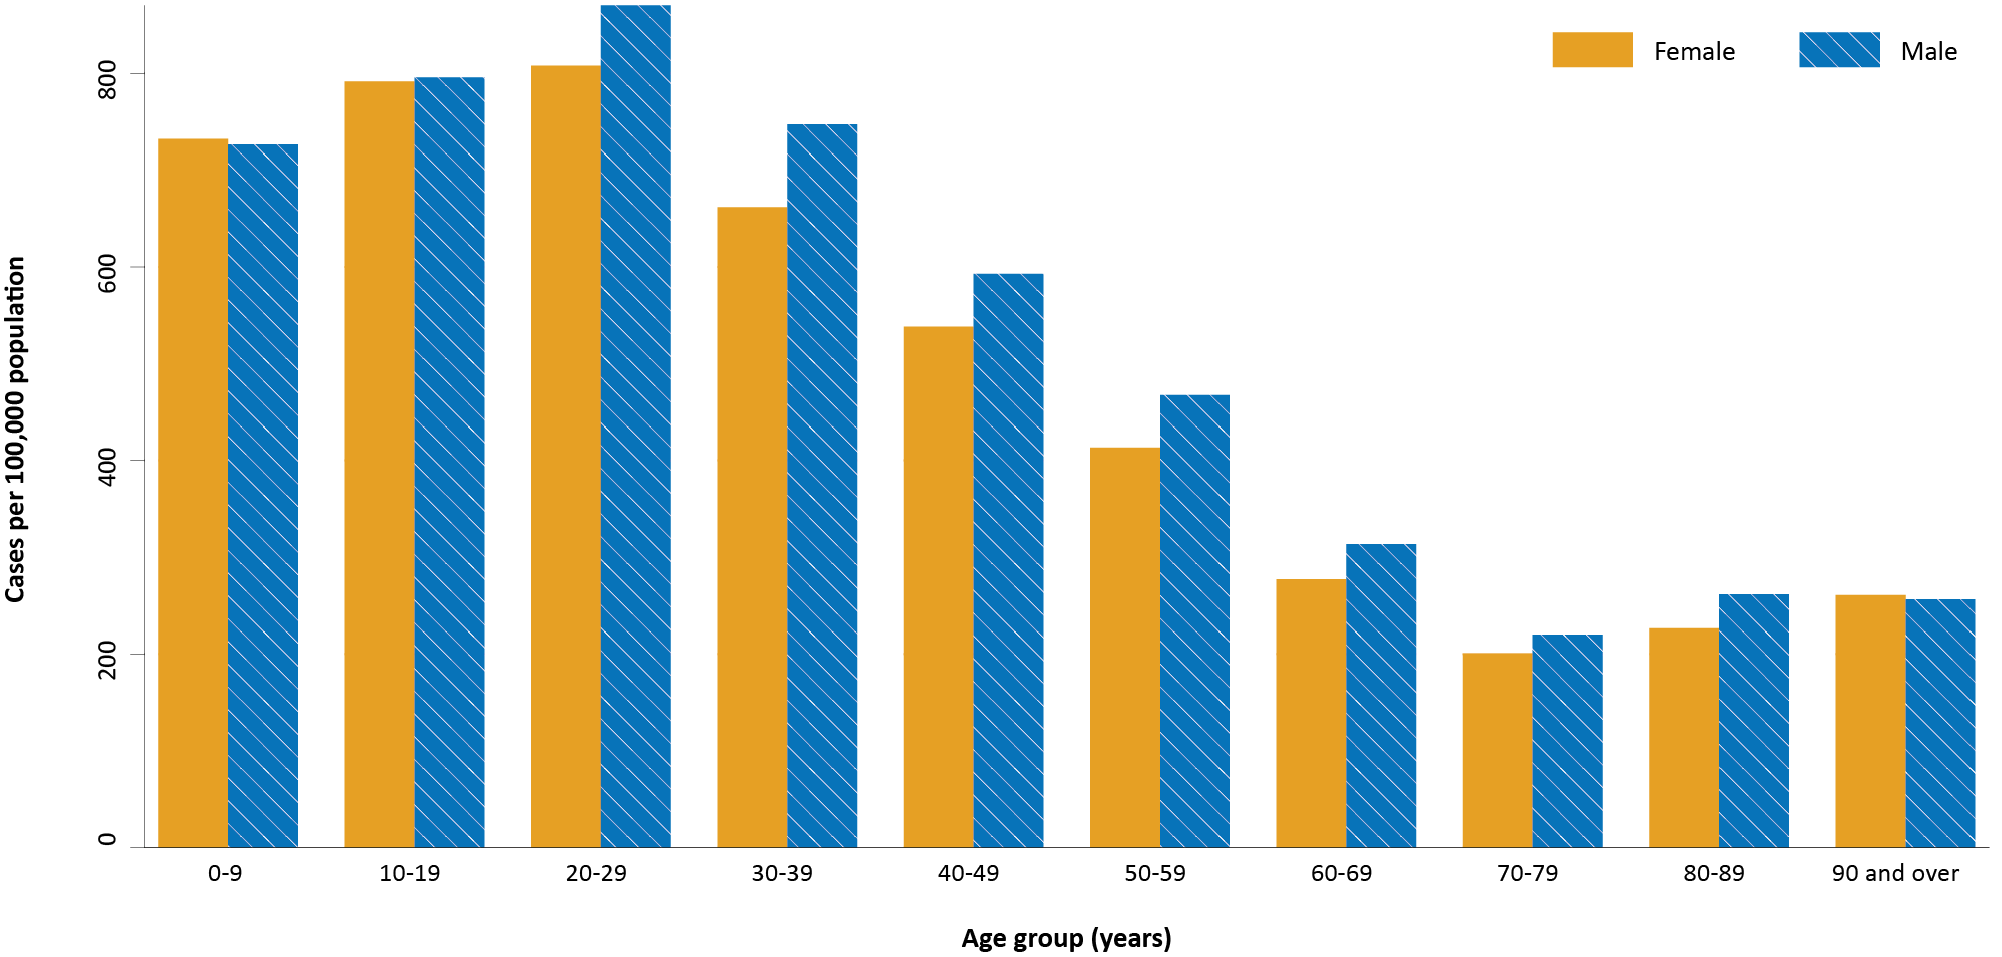 Female
Male
Cases per 100,000 population
800
600
400
200
0
0-9
10-19
20-29
30-39
40-49
50-59
60-69
70-79
80-89
90 and over
Age group (years)